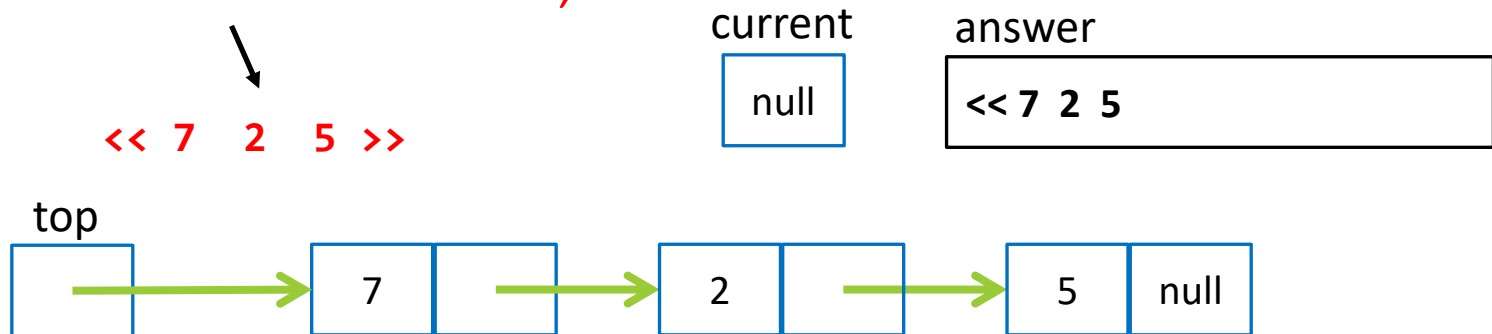 )
current
answer
null
<< 7 2 5
<< 7 2 5 >>
top
7
2
5
null